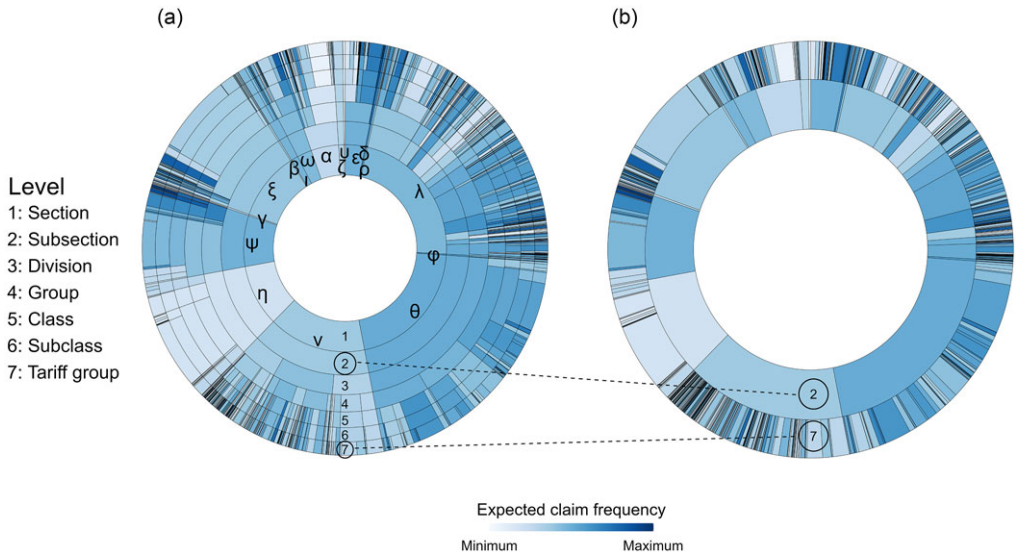 (a)
(b)
Level
1: Section
2: Subsection
3: Division
4: Group
5: Class
6: Subclass
7: Tariff group
β ω α υ ε δ
ι ζ ρ
ξ λ
γ
ψ φ
η θ
ν 1
2
3
4
5
6
7
2
7
Expected claim frequency
Minimum Maximum